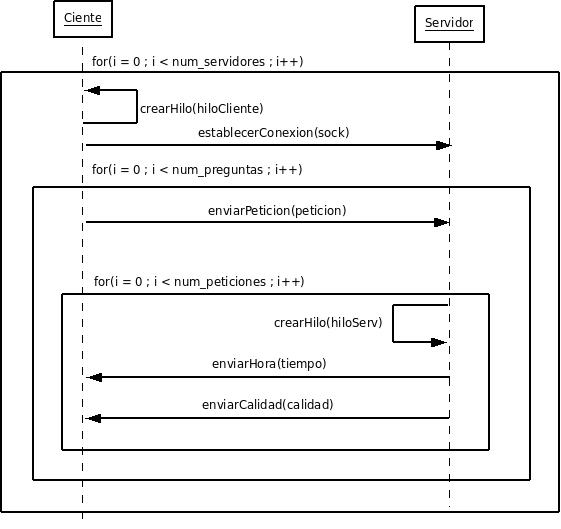 Ciente
Servidor
for(i = 0 ; i < num_servidores ; i++)
crearHilo(hiloCliente)
establecerConexion(sock)
for(i = 0 ; i < num_preguntas ; i++)
enviarPeticion(peticion)
for(i = 0 ; i < num_peticiones ; i++)
crearHilo(hiloServ)
enviarHora(tiempo)
enviarCalidad(calidad)